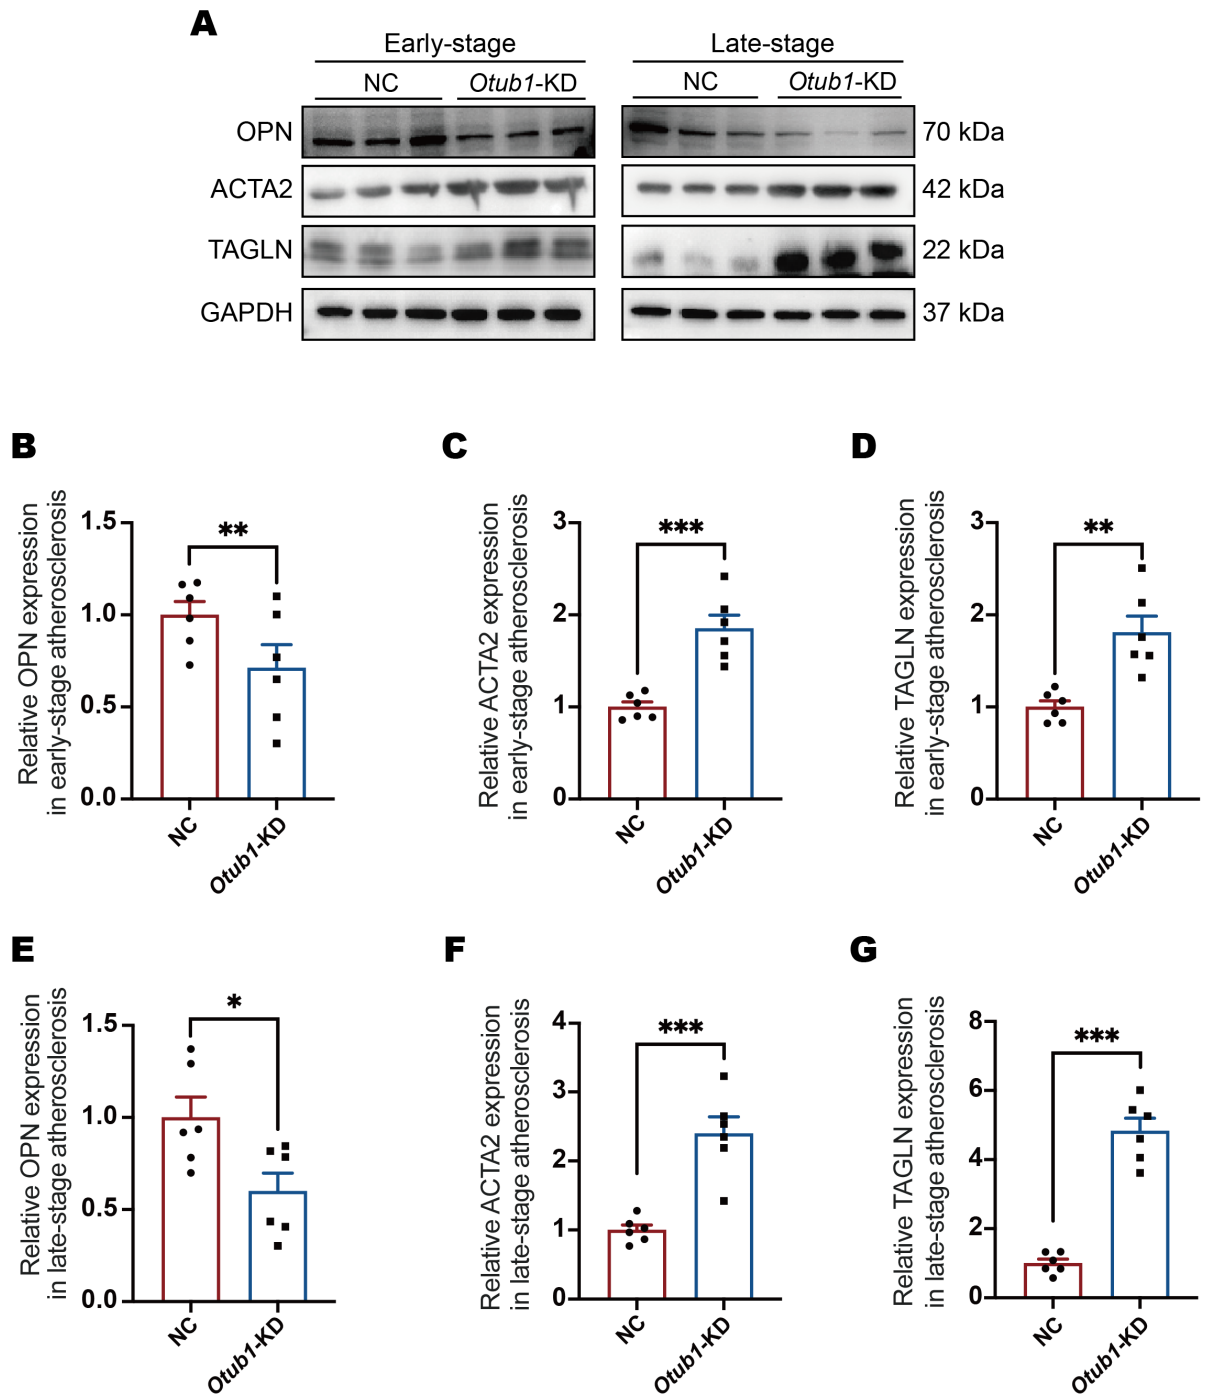 A
Early-stage
Late-stage
NC
Otub1-KD
NC
Otub1-KD
OPN
70 kDa
ACTA2
42 kDa
TAGLN
22 kDa
GAPDH
37 kDa
B
Relative OPN expression
in early-stage atherosclerosis
1.5
1.0
0.5
0.0
**
NC
Otub1-KD
C
Relative ACTA2 expression
in early-stage atherosclerosis
3
2
1
0
***
NC
Otub1-KD
D
Relative TAGLN expression
in early-stage atherosclerosis
3
2
1
0
**
NC
Otub1-KD
E
Relative OPN expression
in late-stage atherosclerosis
1.5
1.0
0.5
0.0
*
NC
Otub1-KD
F
Relative ACTA2 expression
in late-stage atherosclerosis
4
3
2
1
0
***
NC
Otub1-KD
G
Relative TAGLN expression
in late-stage atherosclerosis
8
6
4
2
0
***
NC
Otub1-KD